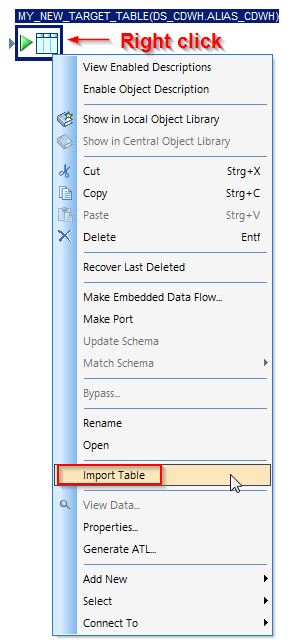 MY_NEW_TARGET_TABLE(DS_CDWH.ALIAS_CDWH)
Right click
View Enabled Descriptions
Enable Object Description
Show in Local Object Library
Show in Central Object Library
Cut Strg+X
Copy Strg+C
Paste Strg+V
Delete Entf
Recover Last Deleted
Make Embedded Data Flow...
Make Port
Update Schema
Match Schema
Bypass...
Rename
Open
Import Table
View Data...
Properties...
Generate ATL...
Add New
Select
Connect To